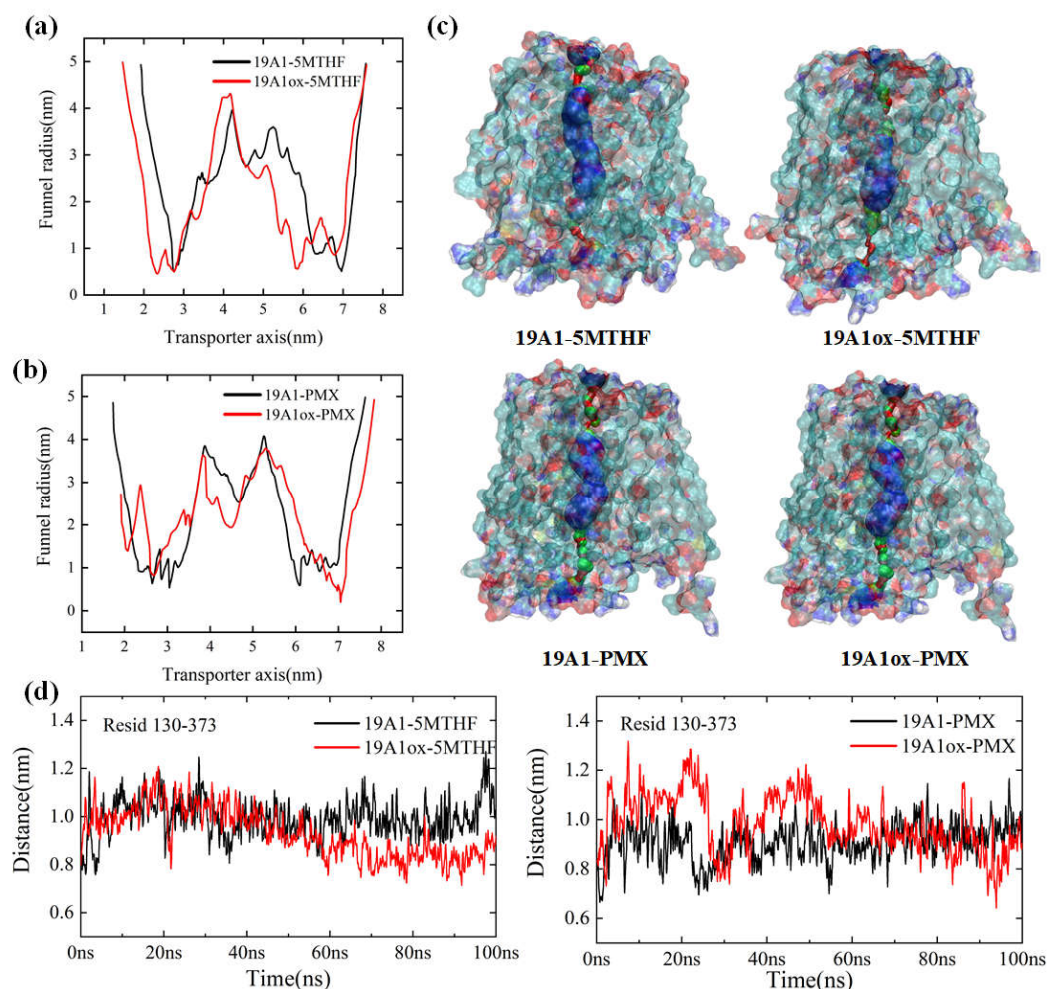 (a)
5
4
3
2
1
0
Funnel radius(nm)
19A1-5MTHF
19A1ox-5MTHF
1 2 3 4 5 6 7 8
Transporter axis(nm)
(b)
5
4
3
2
1
0
Funnel radius(nm)
19A1-PMX
19A1ox-PMX
1 2 3 4 5 6 7 8
Transporter axis(nm)
(c)
19A1-5MTHF
19A1ox-5MTHF
19A1-PMX
19A1ox-PMX
(d)
1.4
1.2
1.0
0.8
0.6
Distance(nm)
Resid 130-373
19A1-5MTHF
19A1ox-5MTHF
0ns 20ns 40ns 60ns 80ns 100ns
Time(ns)
1.4
1.2
1.0
0.8
0.6
Distance(nm)
Resid 130-373
19A1-PMX
19A1ox-PMX
0ns 20ns 40ns 60ns 80ns 100ns
Time(ns)